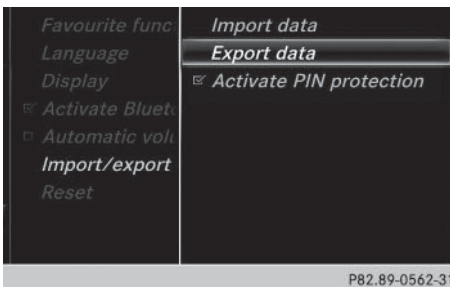 Favourite func
Language
Display
Activate Bluet
Automatic volu
Import/export
Reset
Import data
Export data
Activate PIN protection
P82.89-0562-31